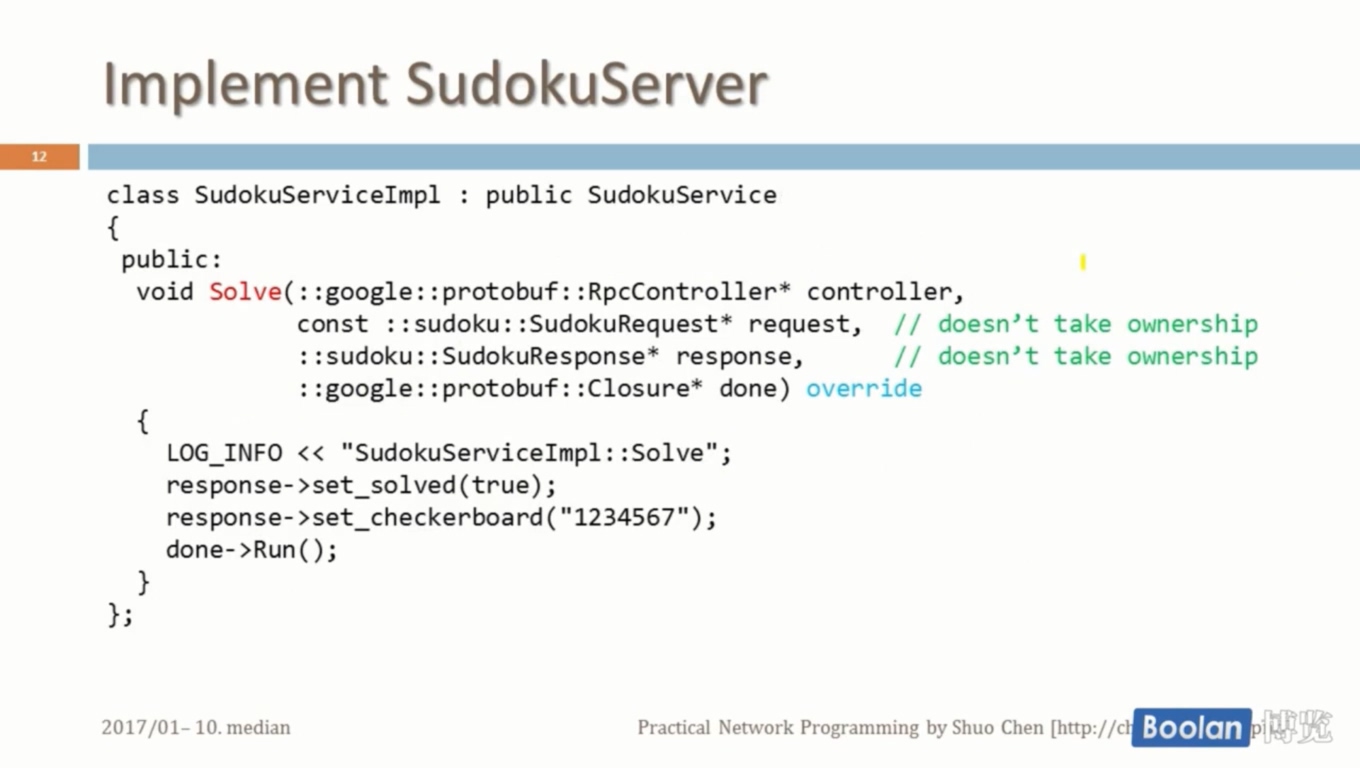 Implement SudokuServer
12
class SudokuServiceImpl : public SudokuService
{
 public:
  void Solve(::google::protobuf::RpcController* controller,
             const ::sudoku::SudokuRequest* request,  // doesn’t take ownership
             ::sudoku::SudokuResponse* response,      // doesn’t take ownership
             ::google::protobuf::Closure* done) override
  {
    LOG_INFO << "SudokuServiceImpl::Solve";
    response->set_solved(true);
    response->set_checkerboard("1234567");
    done->Run();
  }
};
2017/01– 10. median
Practical Network Programming by Shuo Chen [http://ch
Boolan 博览